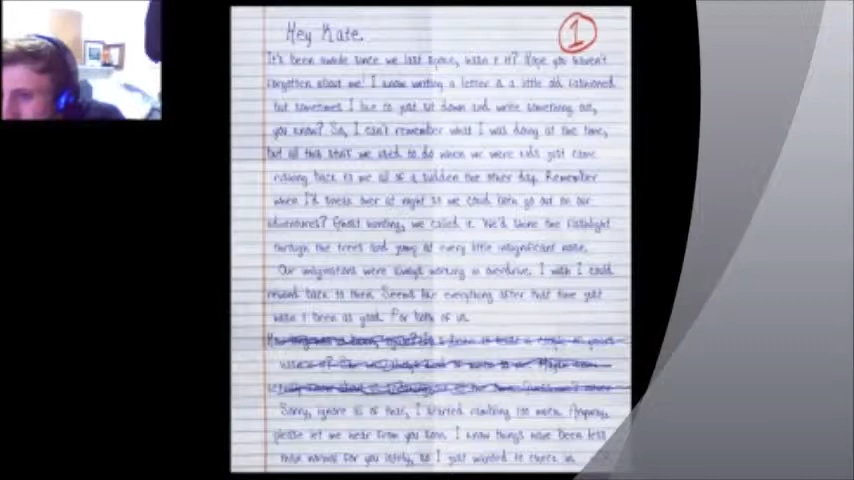 Hey Kate.
1
It's been awhile since we last spoke, hasn't it? Hope you haven't
forgotten about me! I know writing a letter is a little old fashioned
but sometimes I like to just sit down and write something out,
you know? So, I can't remember what I was doing at the time,
but all this stuff we used to do when we were kids just came
rushing back to me all of a sudden the other day. Remember
when I'd sneak over at night so we could both go out on our
adventures? Ghost hunting, we called it. We'd shine the flashlight
through the trees and jump at every little insignificant noise.
Our imaginations were always working in overdrive. I wish I could
rewind back to then. Seems like everything after that time just
hasn't been as good. For both of us.
Sorry, ignore all of that, I started rambling too much. Anyway,
please let me hear from you soon. I know things have been less
than normal for you lately, so I just wanted to check in.